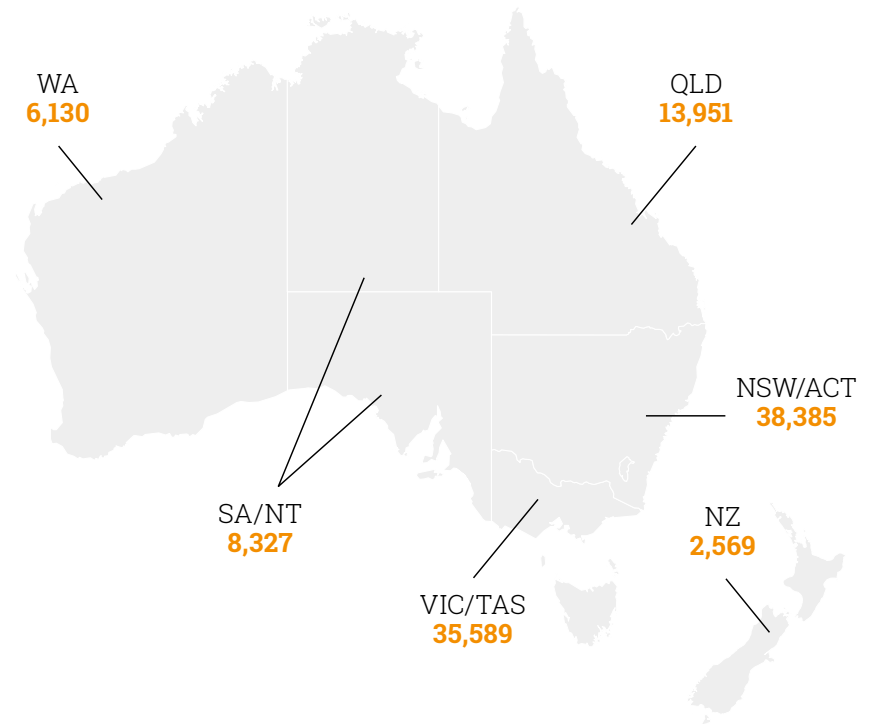 WA
6,130
QLD
13,951
NSW/ACT
38,385
SA/NT
8,327
NZ
2,569
VIC/TAS
35,589